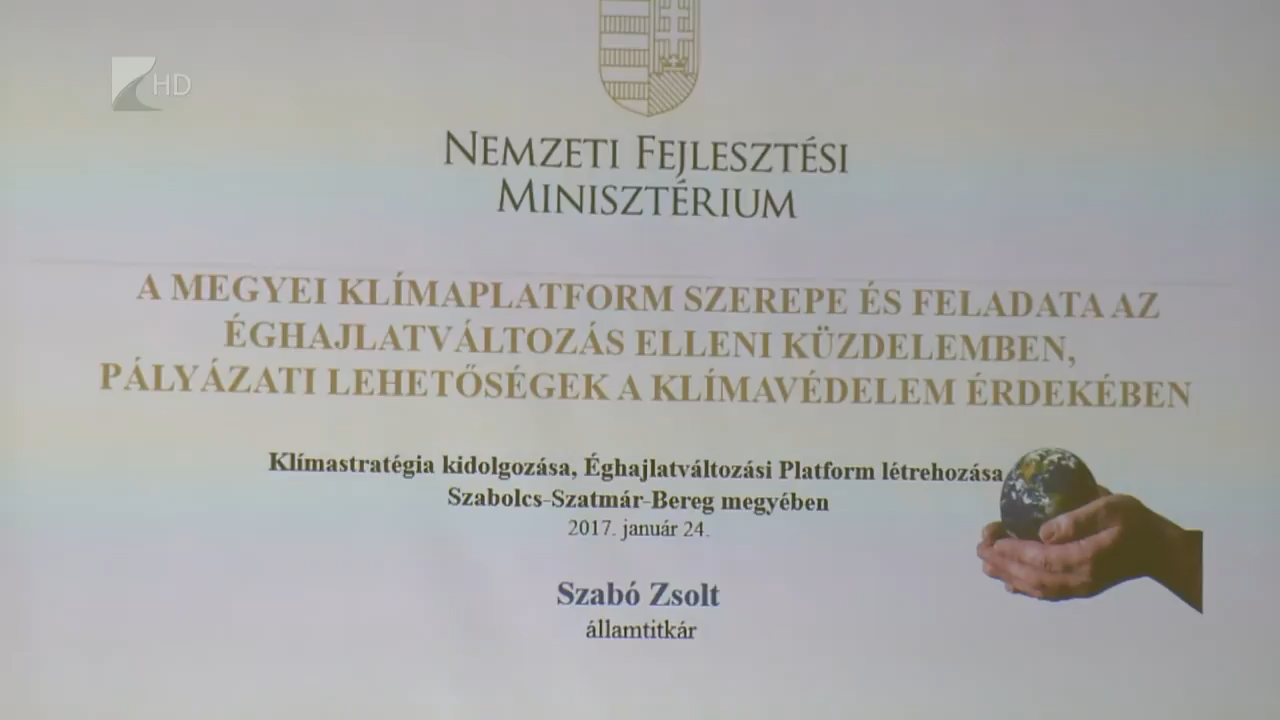 HD
NEMZETI FEJLESZTÉSI
MINISZTÉRIUM
A MEGYEI KLÍMAPLATFORM SZEREPE ÉS FELADATA AZ
ÉGHAJLATVÁLTOZÁS ELLENI KÜZDELEMBEN,
PÁLYÁZATI LEHETŐSÉGEK A KLÍMAVÉDELEM ÉRDEKÉBEN
Klímastratégia kidolgozása, Éghajlatváltozási Platform létrehozása
Szabolcs-Szatmár-Bereg megyében
2017. január 24.
Szabó Zsolt
államtitkár